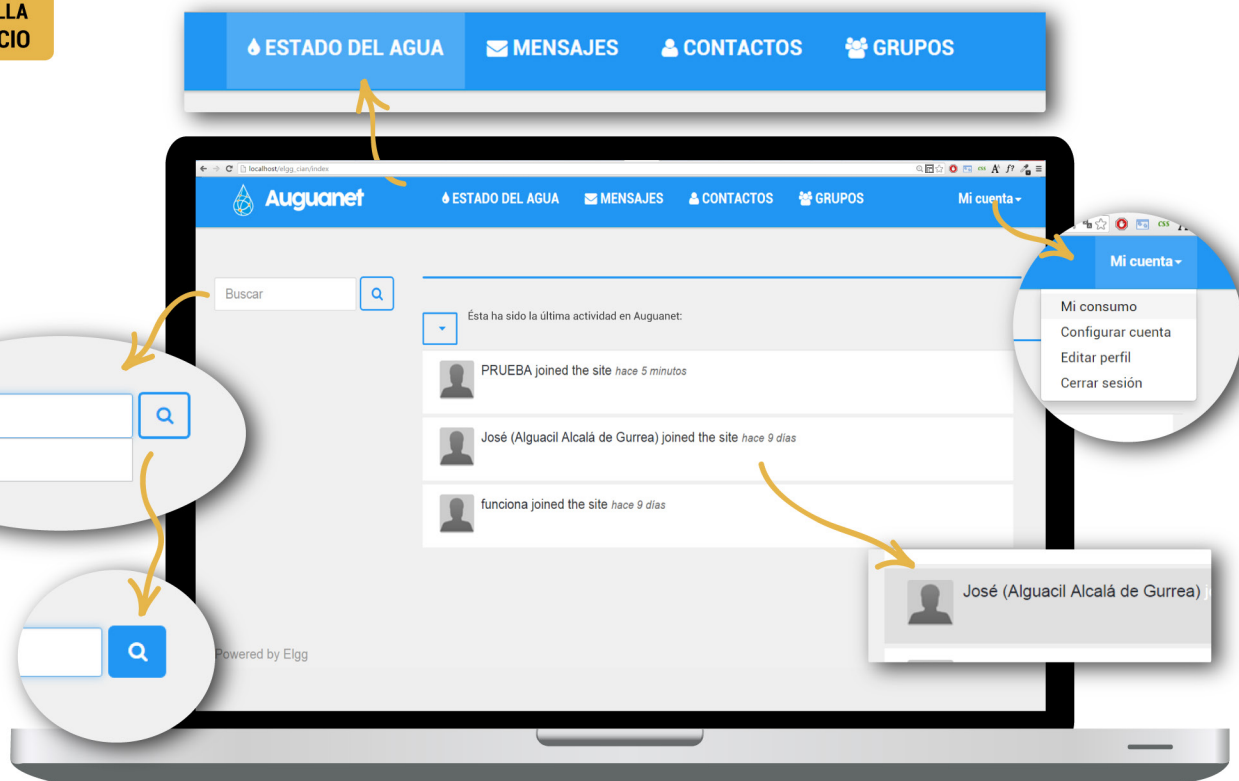 LLA
CIO
ESTADO DEL AGUA MENSAJES CONTACTOS GRUPOS
localhost/elgg_cian/index
Auguanet ESTADO DEL AGUA MENSAJES CONTACTOS GRUPOS Mi cuenta
Buscar
Ésta ha sido la última actividad en Auguanet:
PRUEBA joined the site hace 5 minutos
José (Alguacil Alcalá de Gurrea) joined the site hace 9 días
funciona joined the site hace 9 días
Powered by Elgg
css
Mi cuenta
Mi consumo
Configurar cuenta
Editar perfil
Cerrar sesión
José (Alguacil Alcalá de Gurrea) j